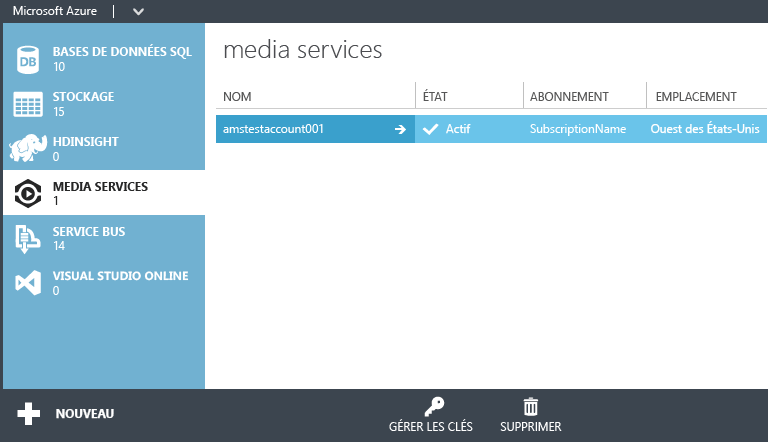 Microsoft Azure
DB
BASES DE DONNÉES SQL
10
STOCKAGE
15
HDINSIGHT
0
MEDIA SERVICES
1
SERVICE BUS
14
VISUAL STUDIO ONLINE
0
media services
NOM ÉTAT ABONNEMENT EMPLACEMENT
amstestaccount001 Actif SubscriptionName Ouest des États-Unis
NOUVEAU
GÉRER LES CLÉS
SUPPRIMER